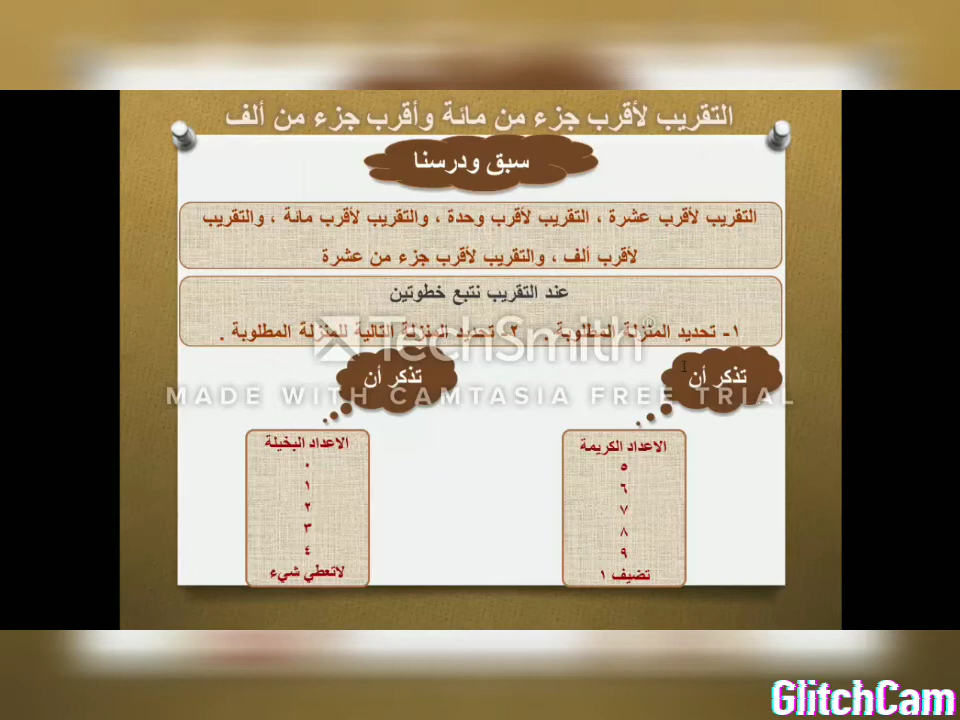 التقريب لأقرب جزء من مائة وأقرب جزء من ألف
سبق ودرسنا
التقريب لأقرب عشرة ، التقريب لأقرب وحدة ، والتقريب لأقرب مائة ، والتقريب
لأقرب ألف ، والتقريب لأقرب جزء من عشرة
عند التقريب نتبع خطوتين
١- تحديد المنزلة المطلوبة . ٢- تحديد المنزلة التالية للمنزلة المطلوبة .
TechSmith®
تذكر أن
تذكر أن
MADE WITH CAMTASIA FREE TRIAL
الاعداد الكريمة
٥
٦
٧
٨
٩
تضيف ١
الاعداد البخيلة
٠
١
٢
٣
٤
لاتعطي شيء
GlitchCam